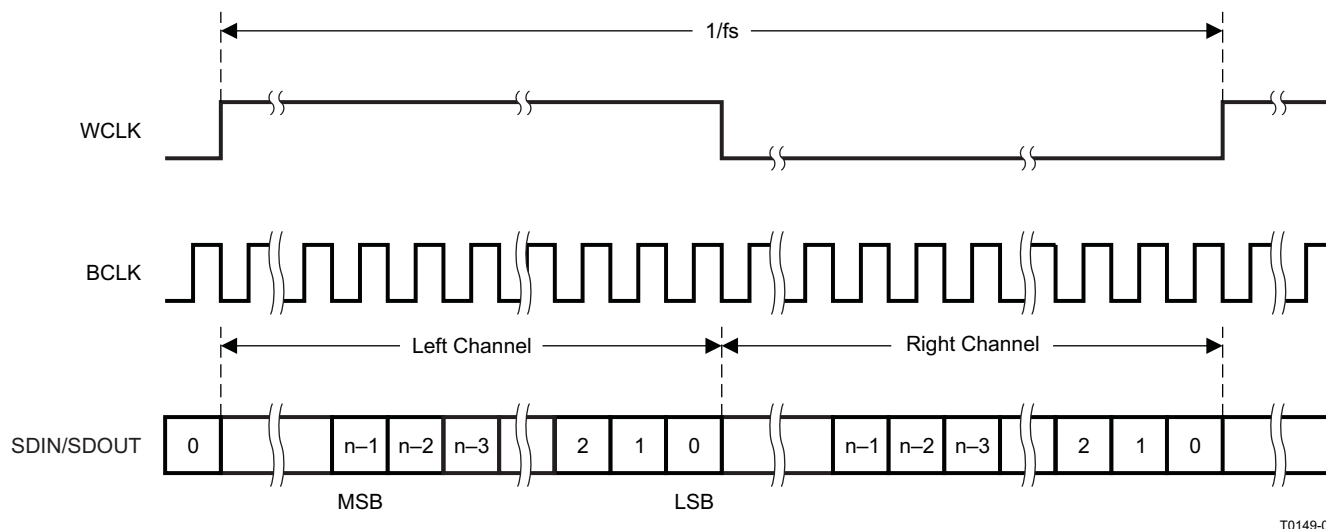 1/fs
WCLK
BCLK
Left Channel Right Channel
SDIN/SDOUT 0 n–1 n–2 n–3 2 1 0 n–1 n–2 n–3 2 1 0
MSB LSB